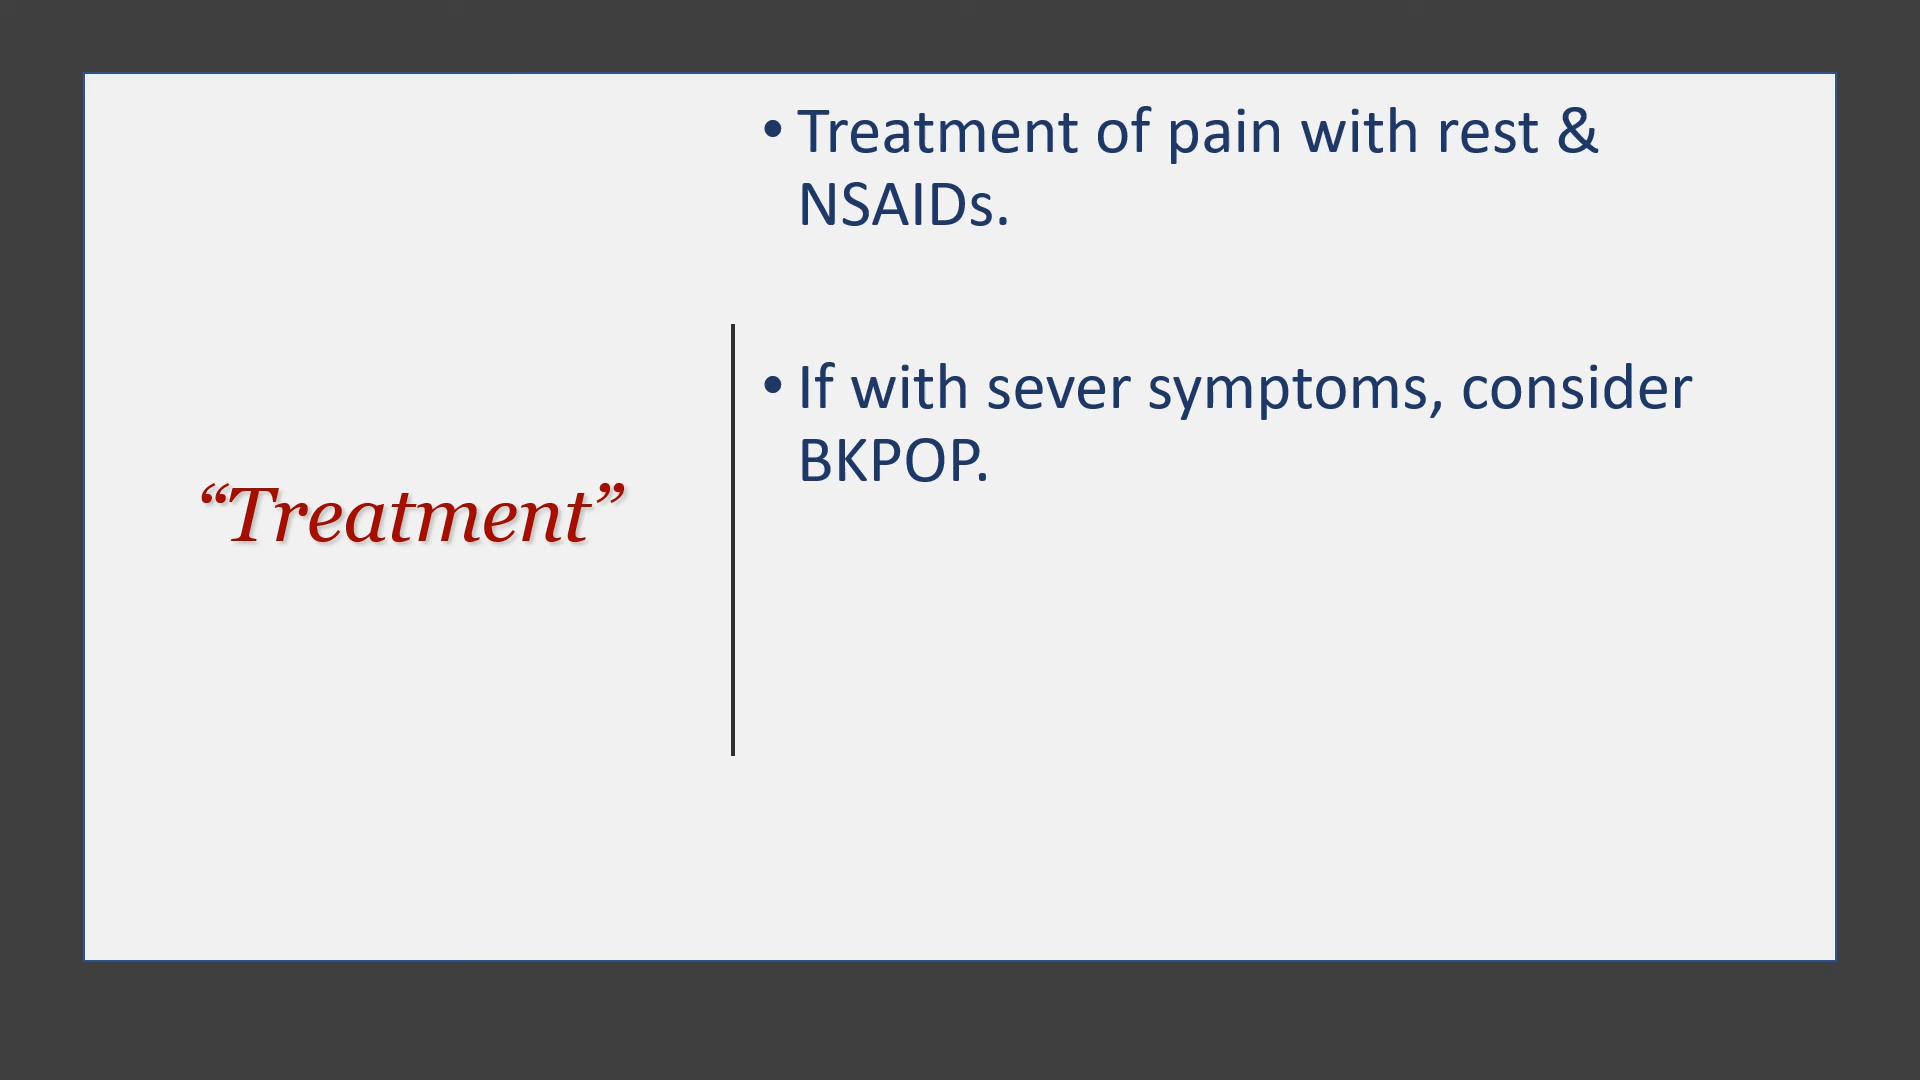 “Treatment”
• Treatment of pain with rest &
NSAIDs.
• If with sever symptoms, consider
BKPOP.